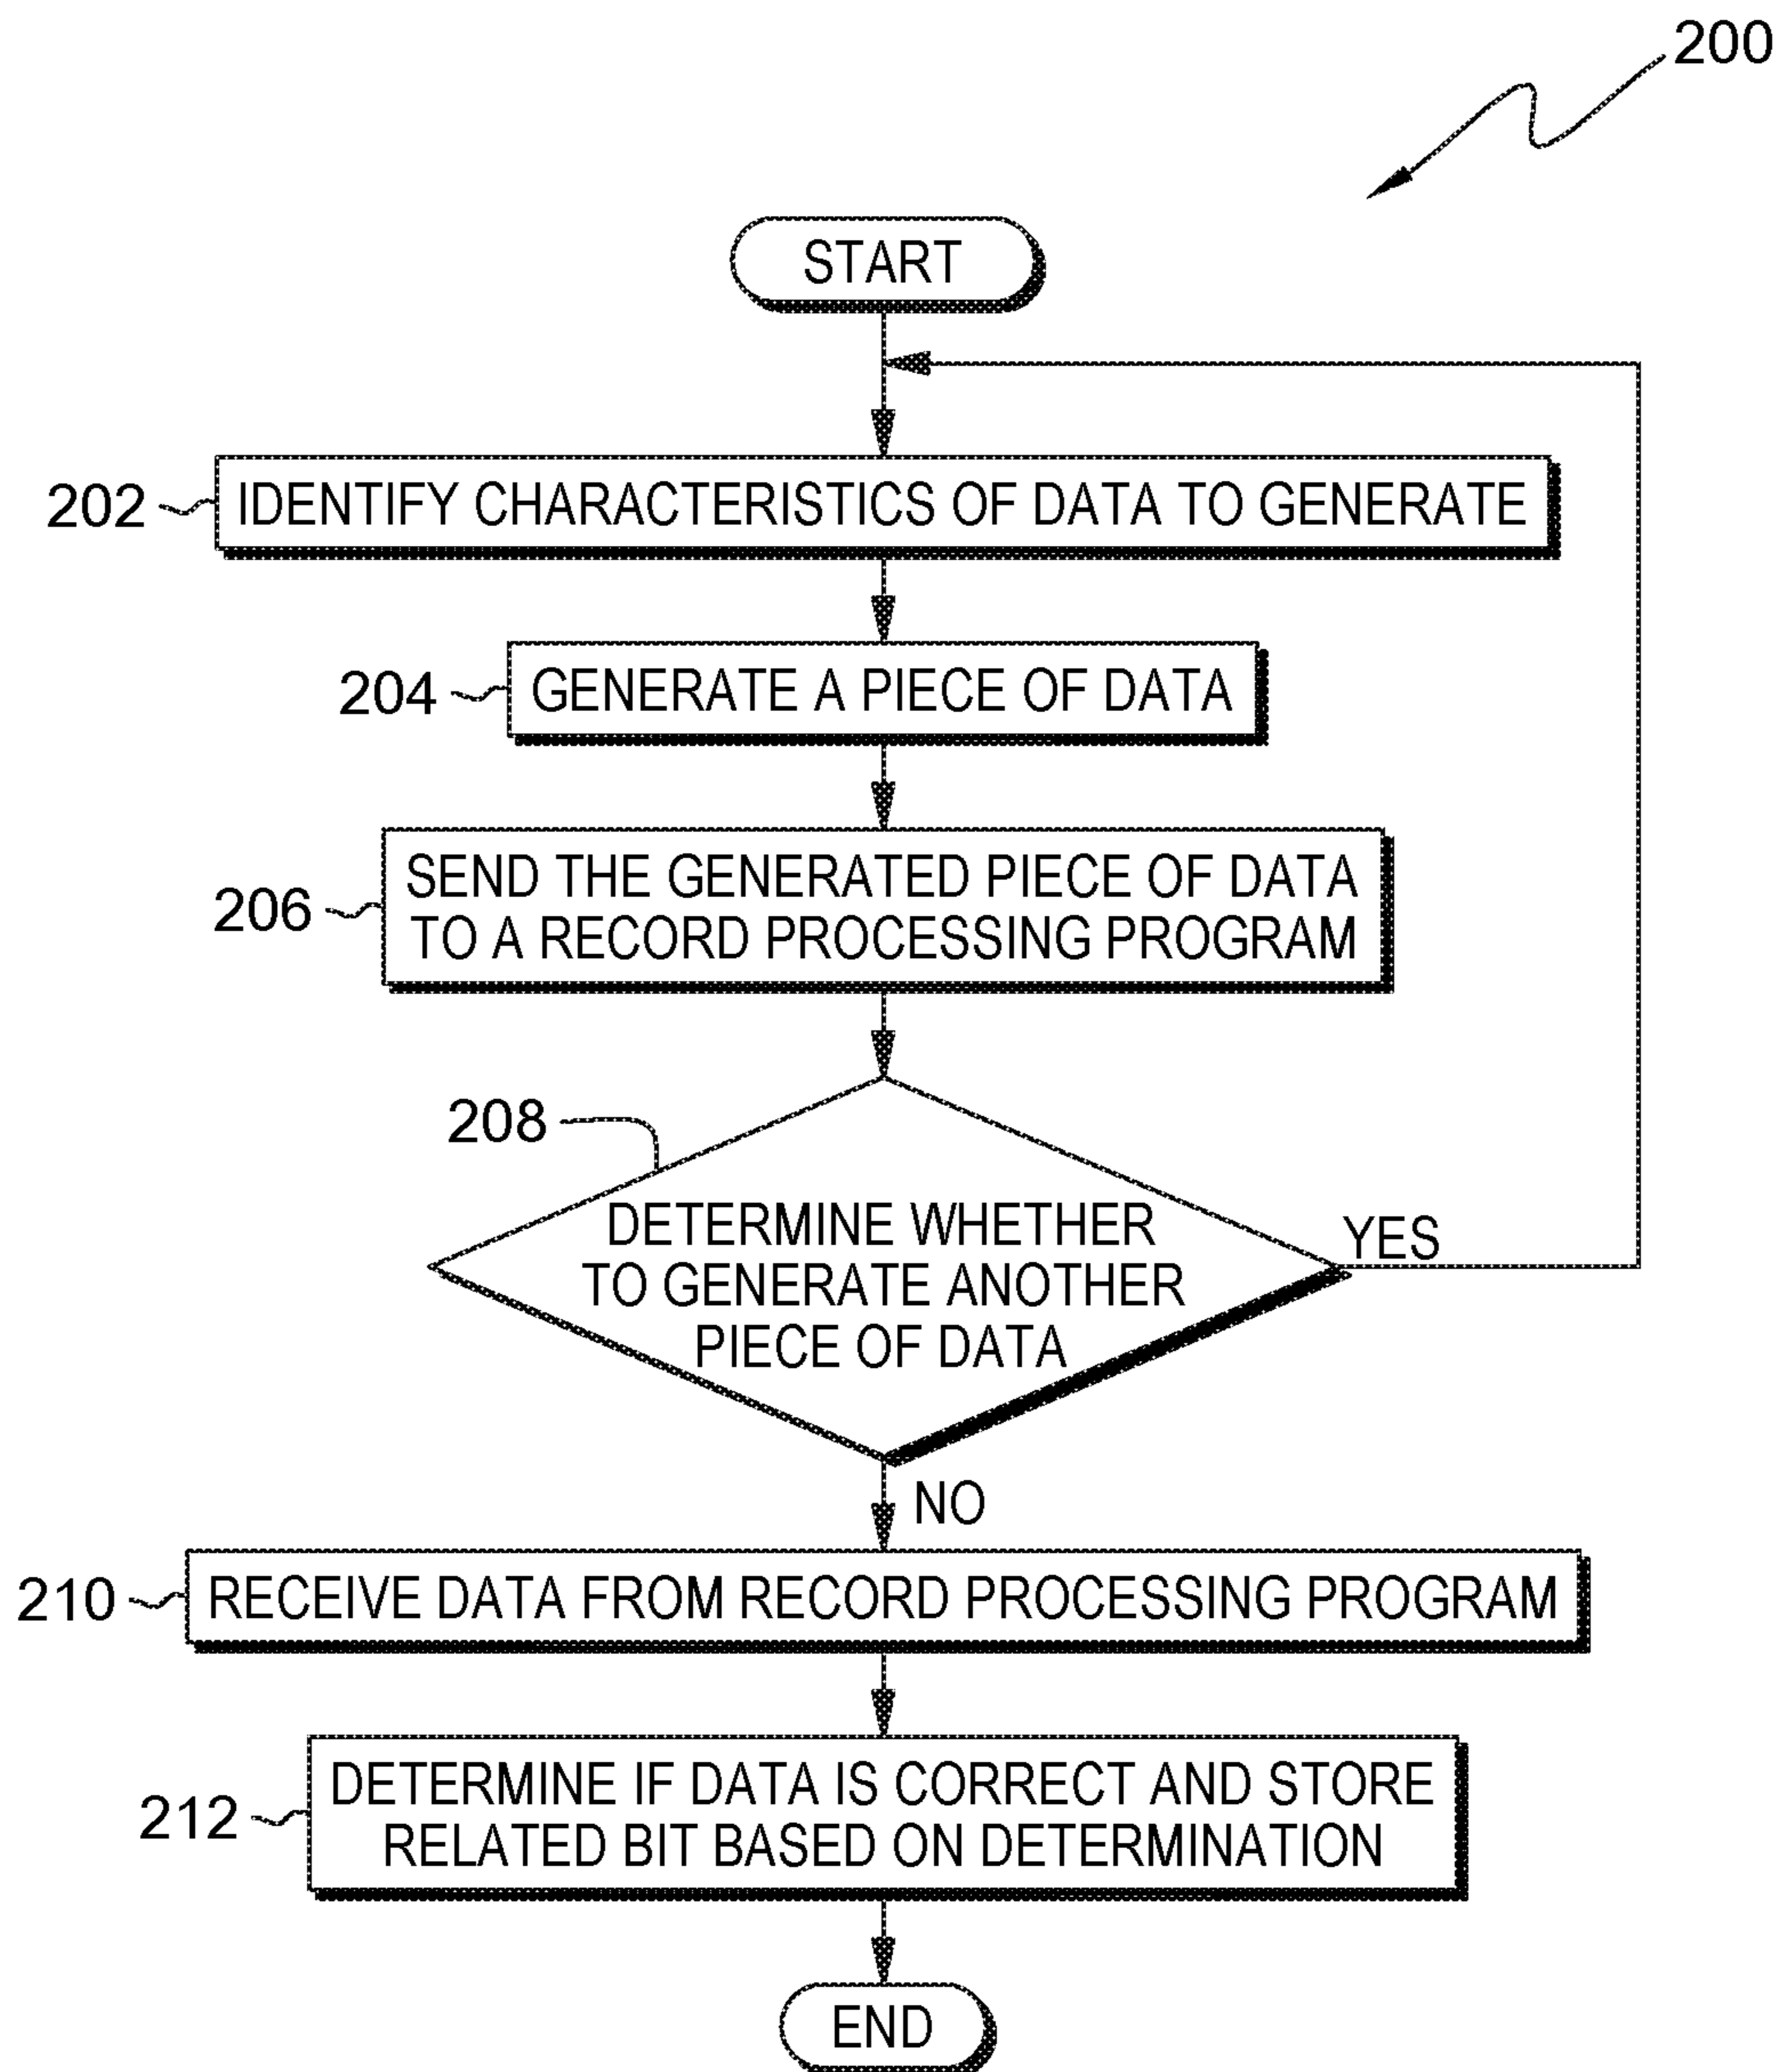 200
START
202
IDENTIFY CHARACTERISTICS OF DATA TO GENERATE
204
GENERATE A PIECE OF DATA
206
SEND THE GENERATED PIECE OF DATA
TO A RECORD PROCESSING PROGRAM
208
DETERMINE WHETHER
TO GENERATE ANOTHER
PIECE OF DATA
YES
NO
210
RECEIVE DATA FROM RECORD PROCESSING PROGRAM
212
DETERMINE IF DATA IS CORRECT AND STORE
RELATED BIT BASED ON DETERMINATION
END